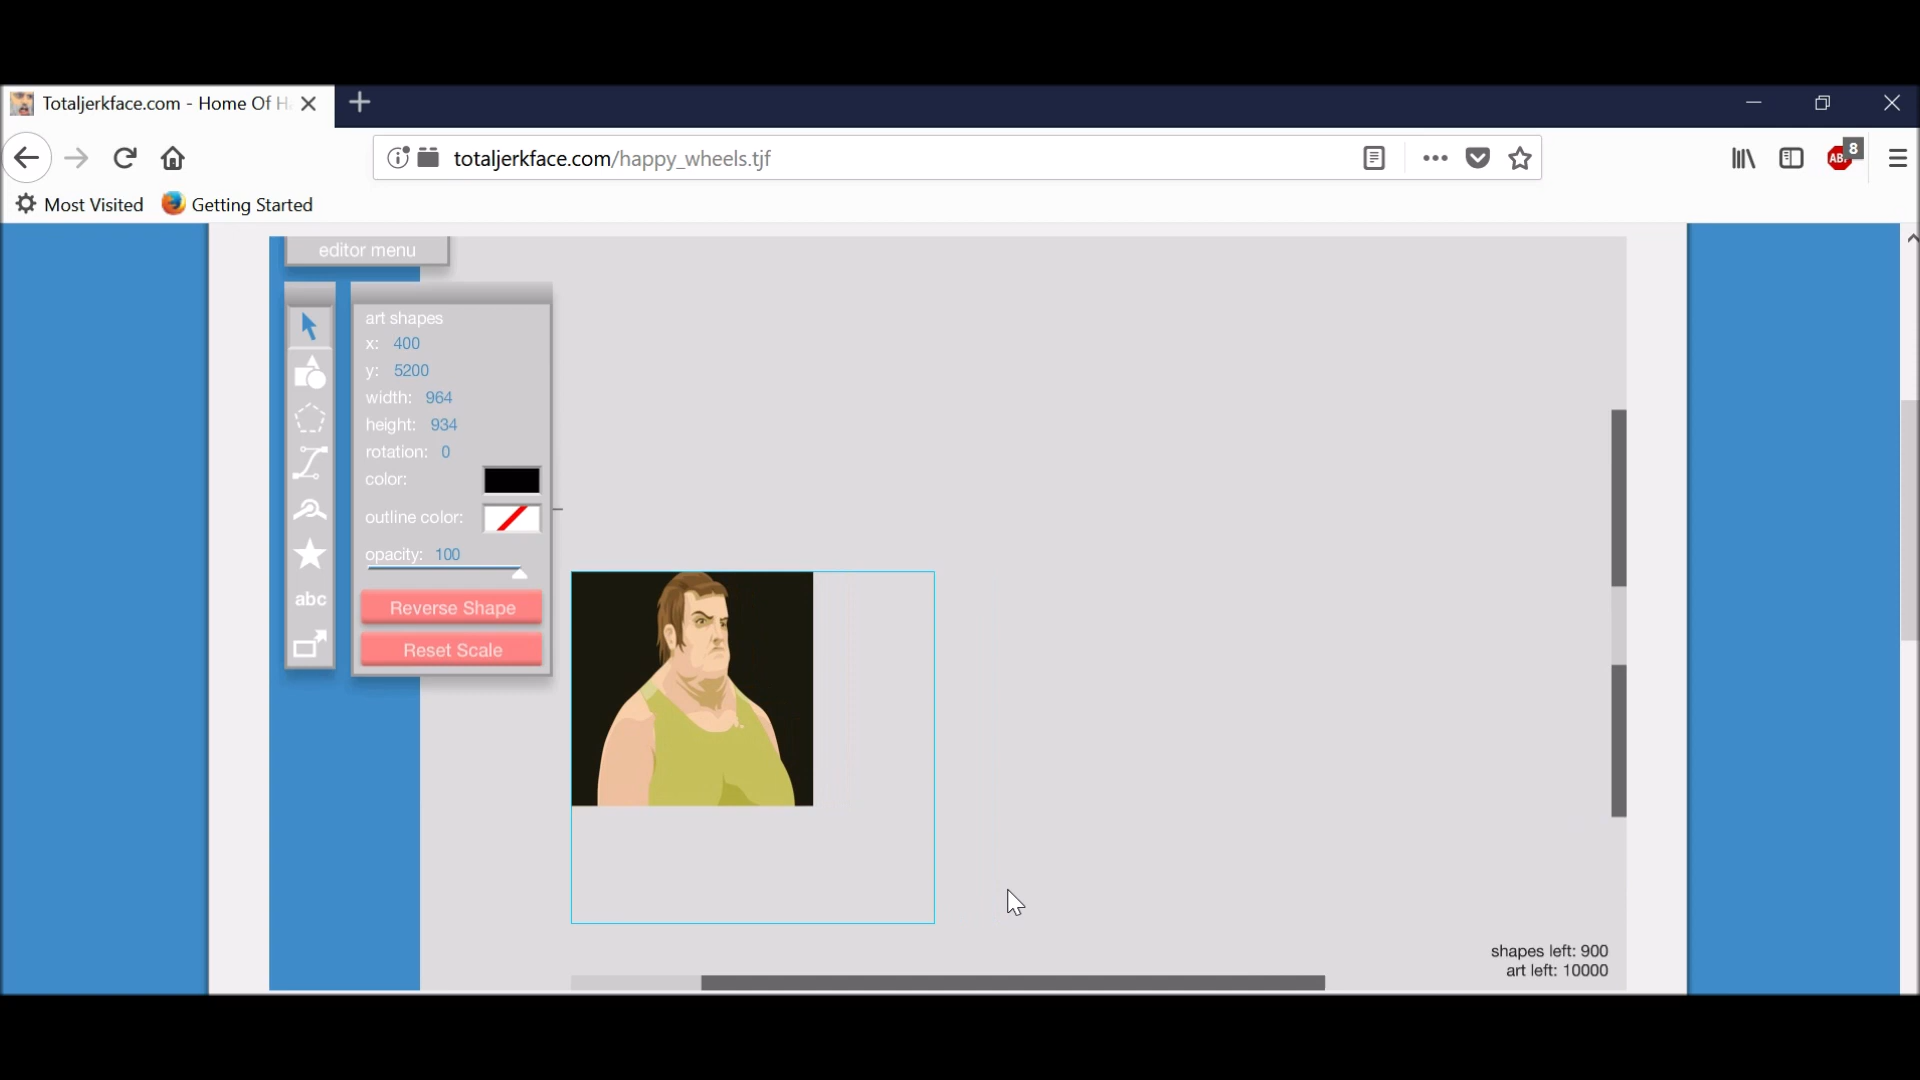 Totaljerkface.com - Home Of H
totaljerkface.com/happy_wheels.tjf
ABP
8
Most Visited
Getting Started
editor menu
art shapes
x: 400
y: 5200
width: 964
height: 934
rotation: 0
color:
outline color:
opacity: 100
Reverse Shape
Reset Scale
abc
shapes left: 900
art left: 10000